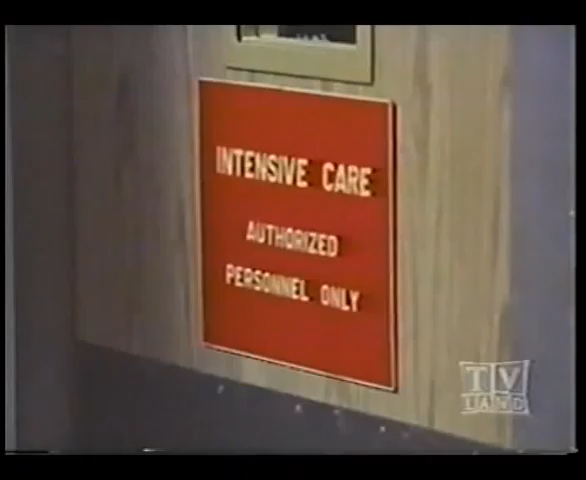 INTENSIVE CARE
AUTHORIZED
PERSONNEL ONLY
TV
LAND